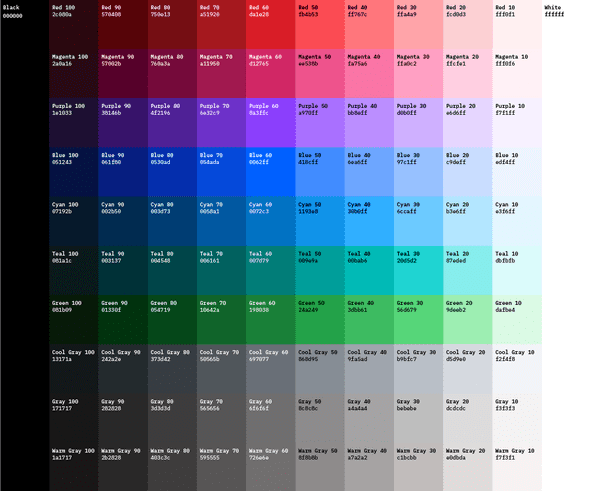 Black
000000
Red 100
2c080a
Red 90
570408
Red 80
750e13
Red 70
a51920
Red 60
da1e28
Red 50
fb4b53
Red 40
ff767c
Red 30
ffa4a9
Red 20
fcd0d3
Red 10
fff0f1
White
ffffff
Magenta 100
2a0a16
Magenta 90
57002b
Magenta 80
760a3a
Magenta 70
a11950
Magenta 60
d12765
Magenta 50
ee538b
Magenta 40
fa75a6
Magenta 30
ffa0c2
Magenta 20
ffcfe1
Magenta 10
fff0f6
Purple 100
1e1033
Purple 90
38146b
Purple 80
4f2196
Purple 70
6e32c9
Purple 60
8a3ffc
Purple 50
a970ff
Purple 40
bb8eff
Purple 30
d0b0ff
Purple 20
e6d6ff
Purple 10
f7f1ff
Blue 100
051243
Blue 90
061f80
Blue 80
0530ad
Blue 70
054ada
Blue 60
0062ff
Blue 50
418cff
Blue 40
6ea6ff
Blue 30
97c1ff
Blue 20
c9deff
Blue 10
edf4ff
Cyan 100
07192b
Cyan 90
002b50
Cyan 80
003d73
Cyan 70
0058a1
Cyan 60
0072c3
Cyan 50
1193e8
Cyan 40
30b0ff
Cyan 30
6ccaff
Cyan 20
b3e6ff
Cyan 10
e3f6ff
Teal 100
081a1c
Teal 90
003137
Teal 80
004548
Teal 70
006161
Teal 60
007d79
Teal 50
009e9a
Teal 40
00bab6
Teal 30
20d5d2
Teal 20
87eded
Teal 10
dbfbfb
Green 100
081b09
Green 90
01330f
Green 80
054719
Green 70
10642a
Green 60
198038
Green 50
24a249
Green 40
3dbb61
Green 30
56d679
Green 20
9deeb2
Green 10
dafbe4
Cool Gray 100
13171a
Cool Gray 90
242a2e
Cool Gray 80
373d42
Cool Gray 70
50565b
Cool Gray 60
697077
Cool Gray 50
868d95
Cool Gray 40
9fa5ad
Cool Gray 30
b9bfc7
Cool Gray 20
d5d9e0
Cool Gray 10
f2f4f8
Gray 100
171717
Gray 90
282828
Gray 80
3d3d3d
Gray 70
565656
Gray 60
6f6f6f
Gray 50
8c8c8c
Gray 40
a4a4a4
Gray 30
bebebe
Gray 20
dcdcdc
Gray 10
f3f3f3
Warm Gray 100
1a1717
Warm Gray 90
2b2828
Warm Gray 80
403c3c
Warm Gray 70
595555
Warm Gray 60
726e6e
Warm Gray 50
8f8b8b
Warm Gray 40
a7a2a2
Warm Gray 30
c1bcbb
Warm Gray 20
e0dbda
Warm Gray 10
f7f3f1